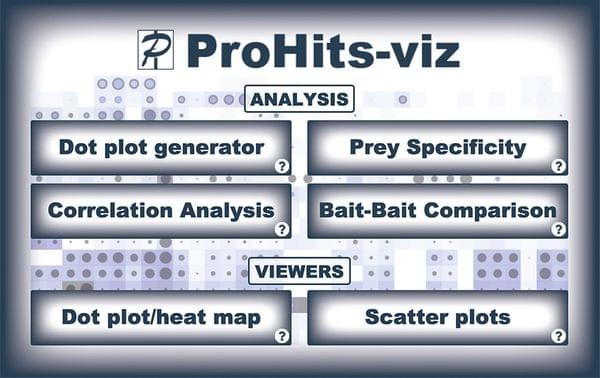 ProHits-viz
ANALYSIS
Dot plot generator
?
Prey Specificity
?
Correlation Analysis
?
Bait-Bait Comparison
?
VIEWERS
Dot plot/heat map
?
Scatter plots
?